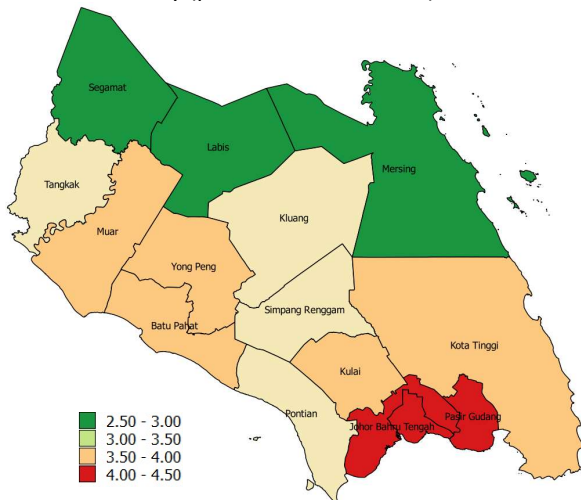 Segamat
Labis
Mersing
Tangkak
Kluang
Muar
Yong Peng
Simpang Renggam
Batu Pahat
Kota Tinggi
Kulai
Pontian
Johor Bahru Tengah
Pasir Gudang
2.50 - 3.00
3.00 - 3.50
3.50 - 4.00
4.00 - 4.50